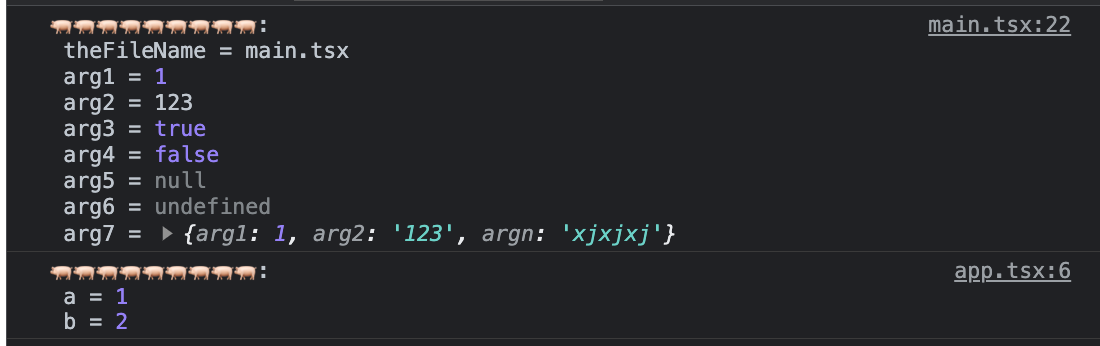 🐖🐖🐖🐖🐖🐖🐖🐖🐖: main.tsx:22
theFileName = main.tsx
arg1 = 1
arg2 = 123
arg3 = true
arg4 = false
arg5 = null
arg6 = undefined
arg7 = ▶ {arg1: 1, arg2: '123', argn: 'xjxjxj'}
🐖🐖🐖🐖🐖🐖🐖🐖🐖: app.tsx:6
a = 1
b = 2